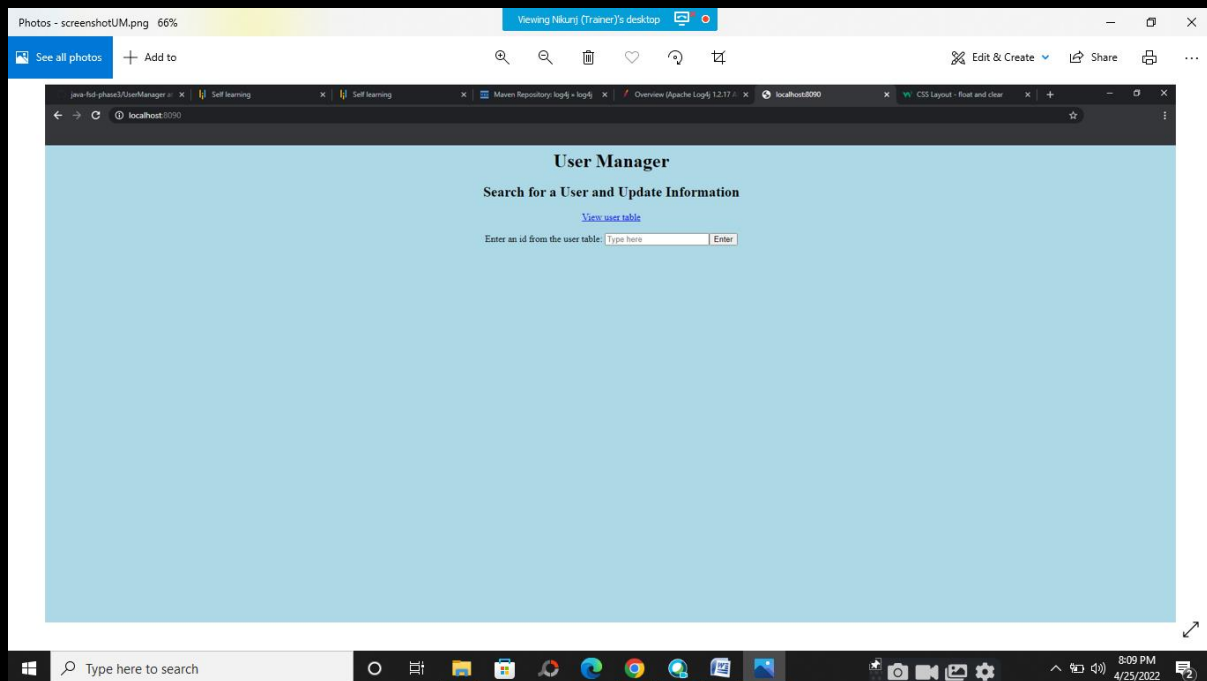 Photos - screenshotUM.png 66%
Viewing Nikunj (Trainer)'s desktop
See all photos
Add to
Edit & Create
Share
java-fsd-phase3/UserManager
Self learning
Self learning
Maven Repository: log4j » log4j
Overview (Apache Log4j 1.2.17
localhost:8090
CSS Layout - float and clear
localhost:8090
User Manager
Search for a User and Update Information
View user table
Enter an id from the user table: Type here Enter
Type here to search
8:09 PM
4/25/2022
2